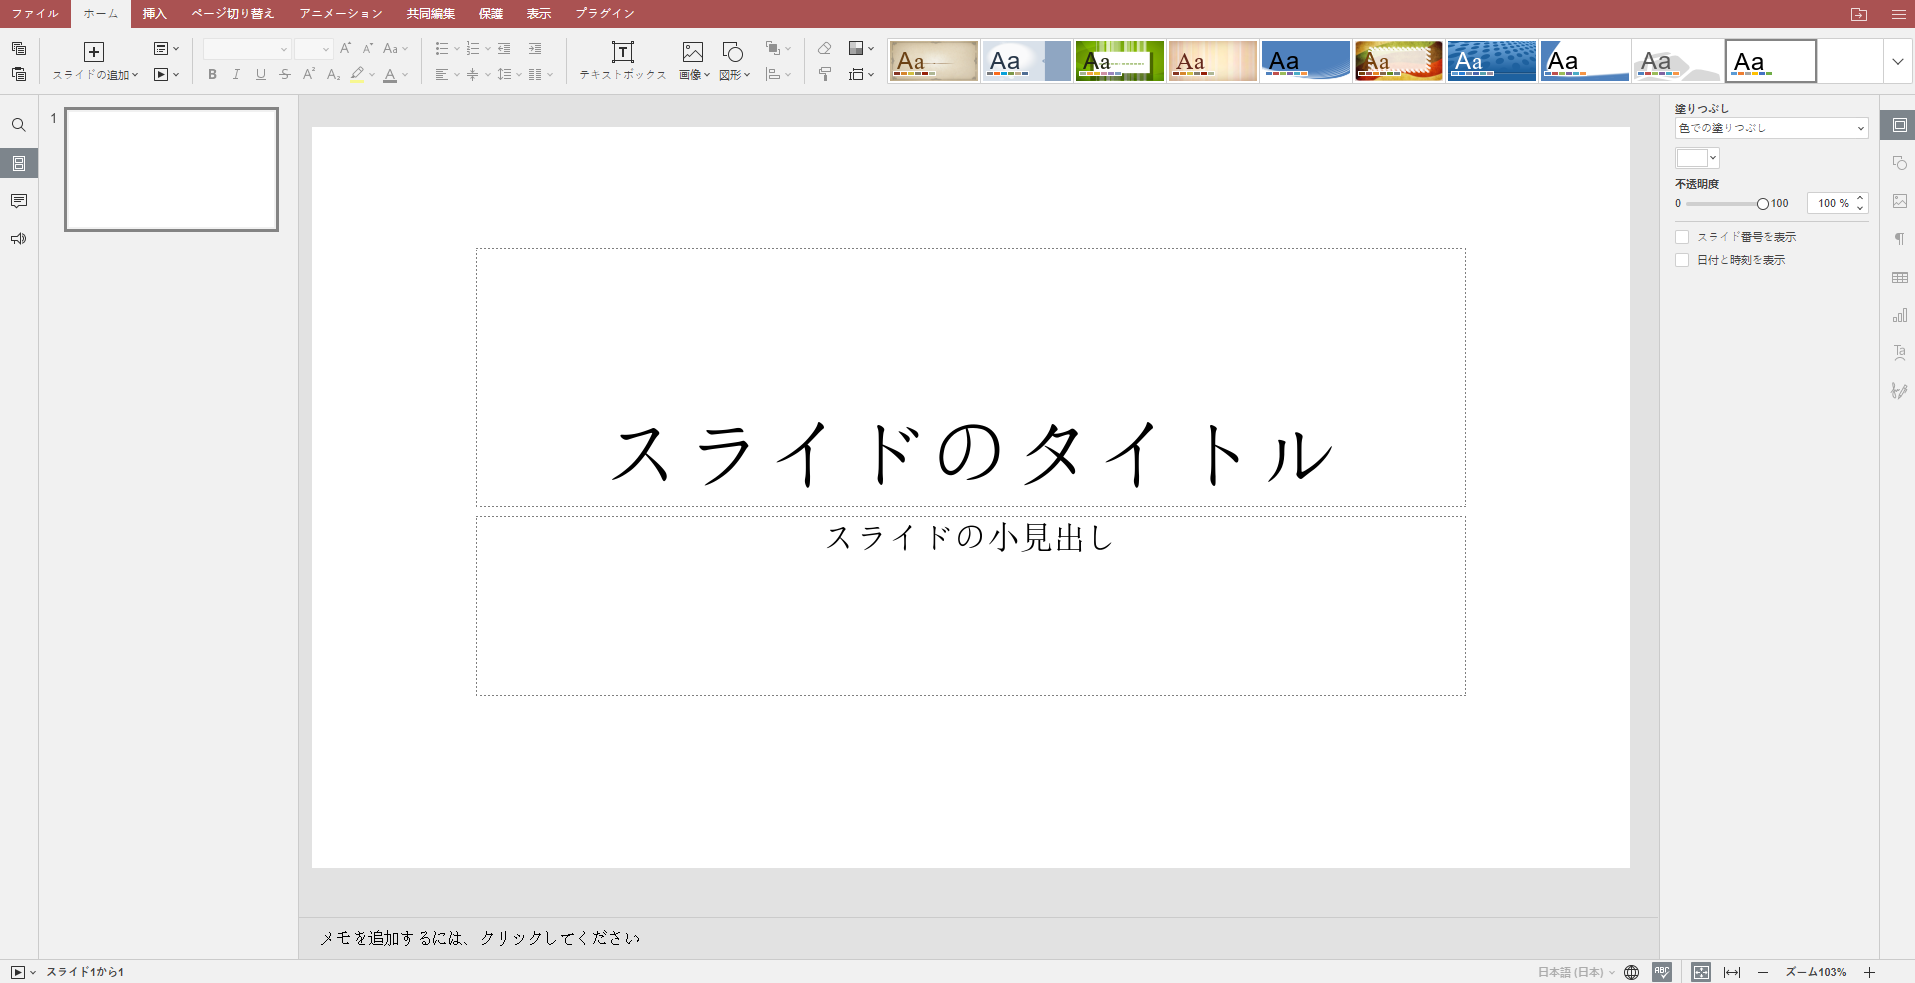 ファイル ホーム 挿入 ページ切り替え アニメーション 共同編集 保護 表示 プラグイン
スライドの追加
B I U S A² A₂ A
A A Aa
テキストボックス 画像 図形
Aa Aa Aa Aa Aa Aa Aa Aa Aa Aa
1
スライドのタイトル
スライドの小見出し
メモを追加するには、クリックしてください
塗りつぶし
色での塗りつぶし
不透明度
0 100 100 %
スライド番号を表示
日付と時刻を表示
Ta
スライド1から1
日本語 (日本) ABC ズーム103%